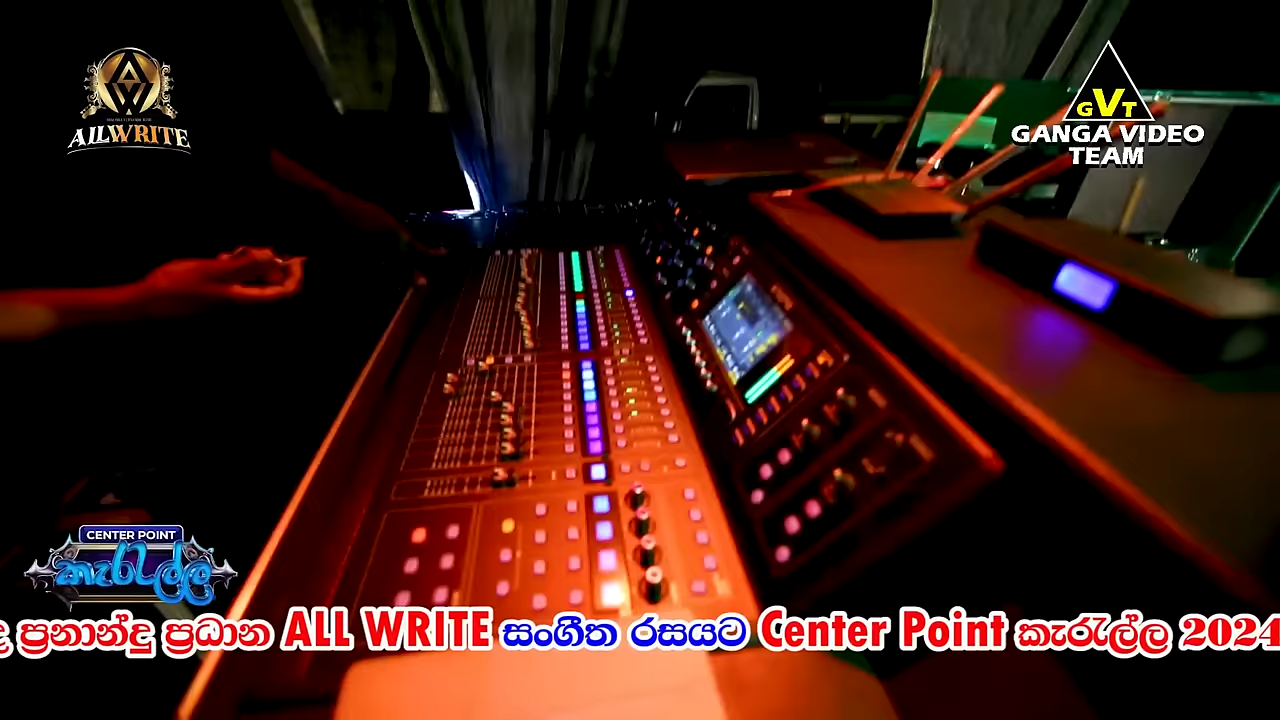 ALLWRITE
GVT
GANGA VIDEO
TEAM
CENTER POINT
කැරැල්ල
ප්‍රනාන්දු ප්‍රධාන ALL WRITE සංගීත රසයට Center Point කැරැල්ල 2024